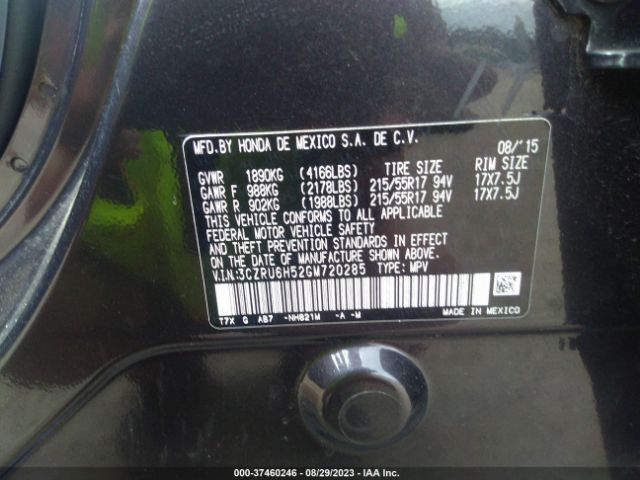 MFD.BY HONDA DE MEXICO S.A. DE C.V. 08/'15
GVWR 1890KG (4166LBS) TIRE SIZE RIM SIZE
GAWR F 988KG (2178LBS) 215/55R17 94V 17X7.5J
GAWR R 902KG (1988LBS) 215/55R17 94V 17X7.5J
THIS VEHICLE CONFORMS TO ALL APPLICABLE
FEDERAL MOTOR VEHICLE SAFETY
AND THEFT PREVENTION STANDARDS IN EFFECT
ON THE DATE OF MANUFACTURE SHOWN ABOVE.
V.I.N:3CZRU6H52GM720285 TYPE: MPV
T7X G AB7 -NH821M -A -M MADE IN MEXICO
000-37460246 - 08/29/2023 - IAA Inc.